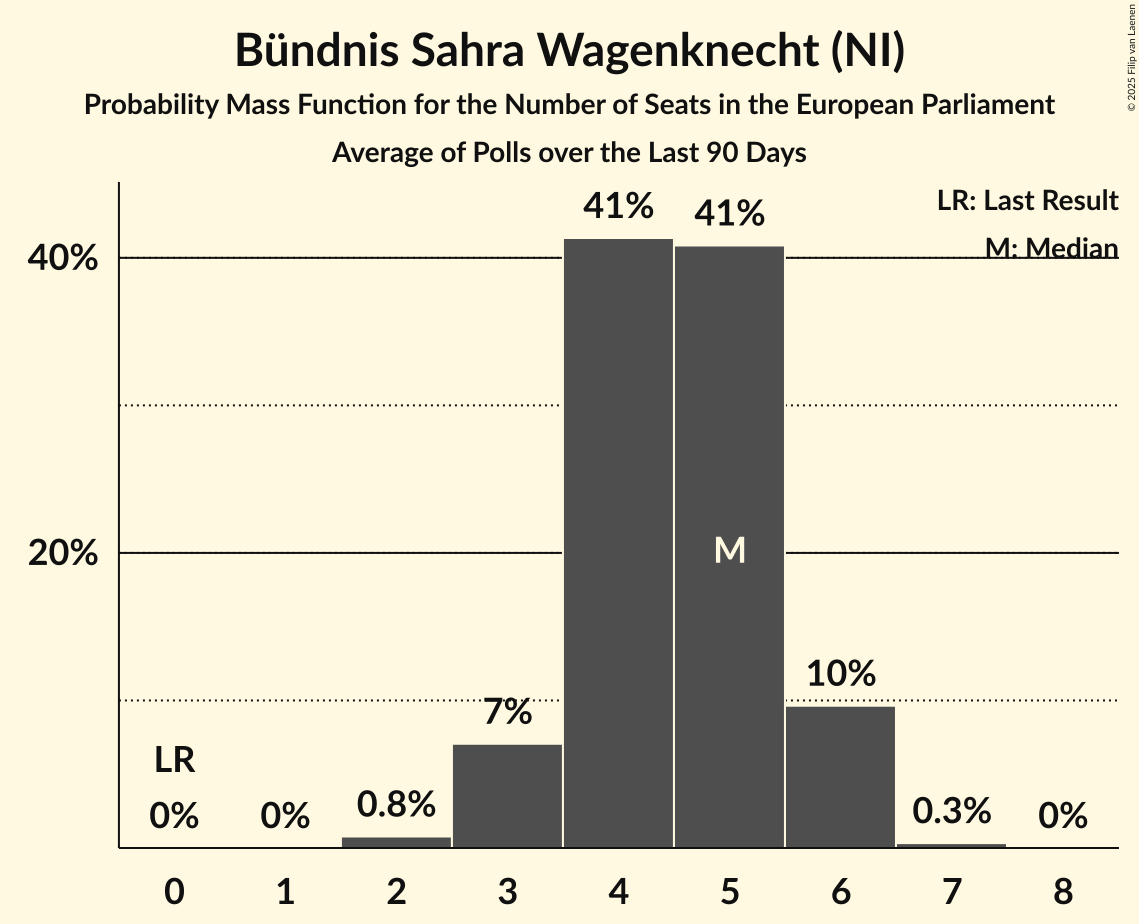 Bündnis Sahra Wagenknecht (NI)
Probability Mass Function for the Number of Seats in the European Parliament
Average of Polls over the Last 90 Days
© 2025 Filip van Laenen
LR: Last Result
M: Median
40%
20%
LR
0%
0%
0.8%
7%
41%
41%
M
10%
0.3%
0%
0 1 2 3 4 5 6 7 8